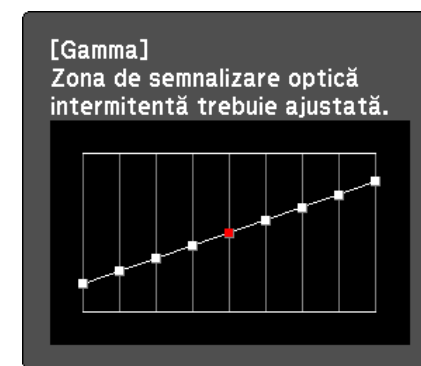 [Gamma]
Zona de semnalizare optică
intermitentă trebuie ajustată.